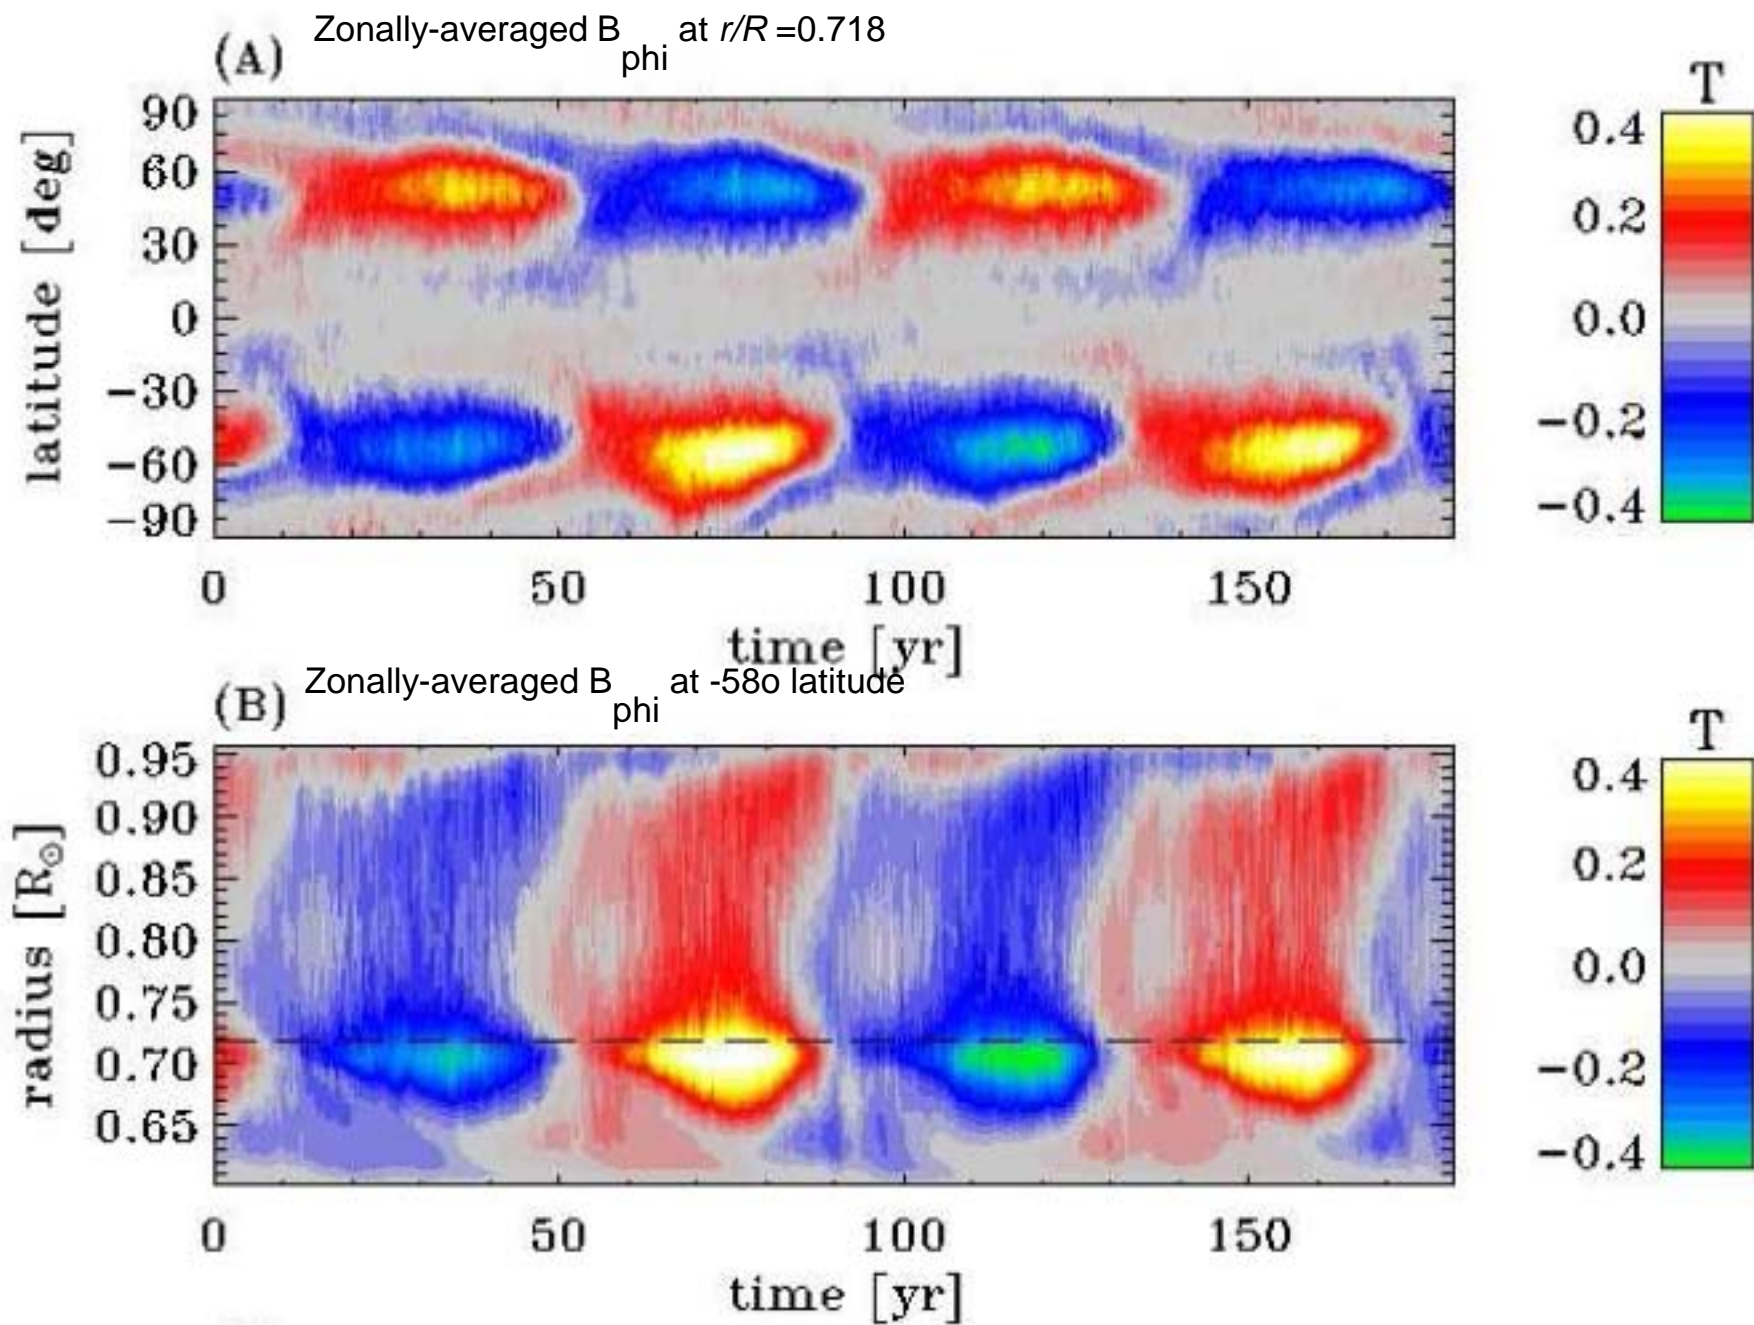 (A) Zonally-averaged B phi at r/R =0.718
T
90
60
30
0
−30
−60
−90
latitude [deg]
0 50 100 150
time [yr]
0.4
0.2
0.0
−0.2
−0.4
(B) Zonally-averaged B phi at -58o latitude
T
0.95
0.90
0.85
0.80
0.75
0.70
0.65
radius [R⊙]
0 50 100 150
time [yr]
0.4
0.2
0.0
−0.2
−0.4